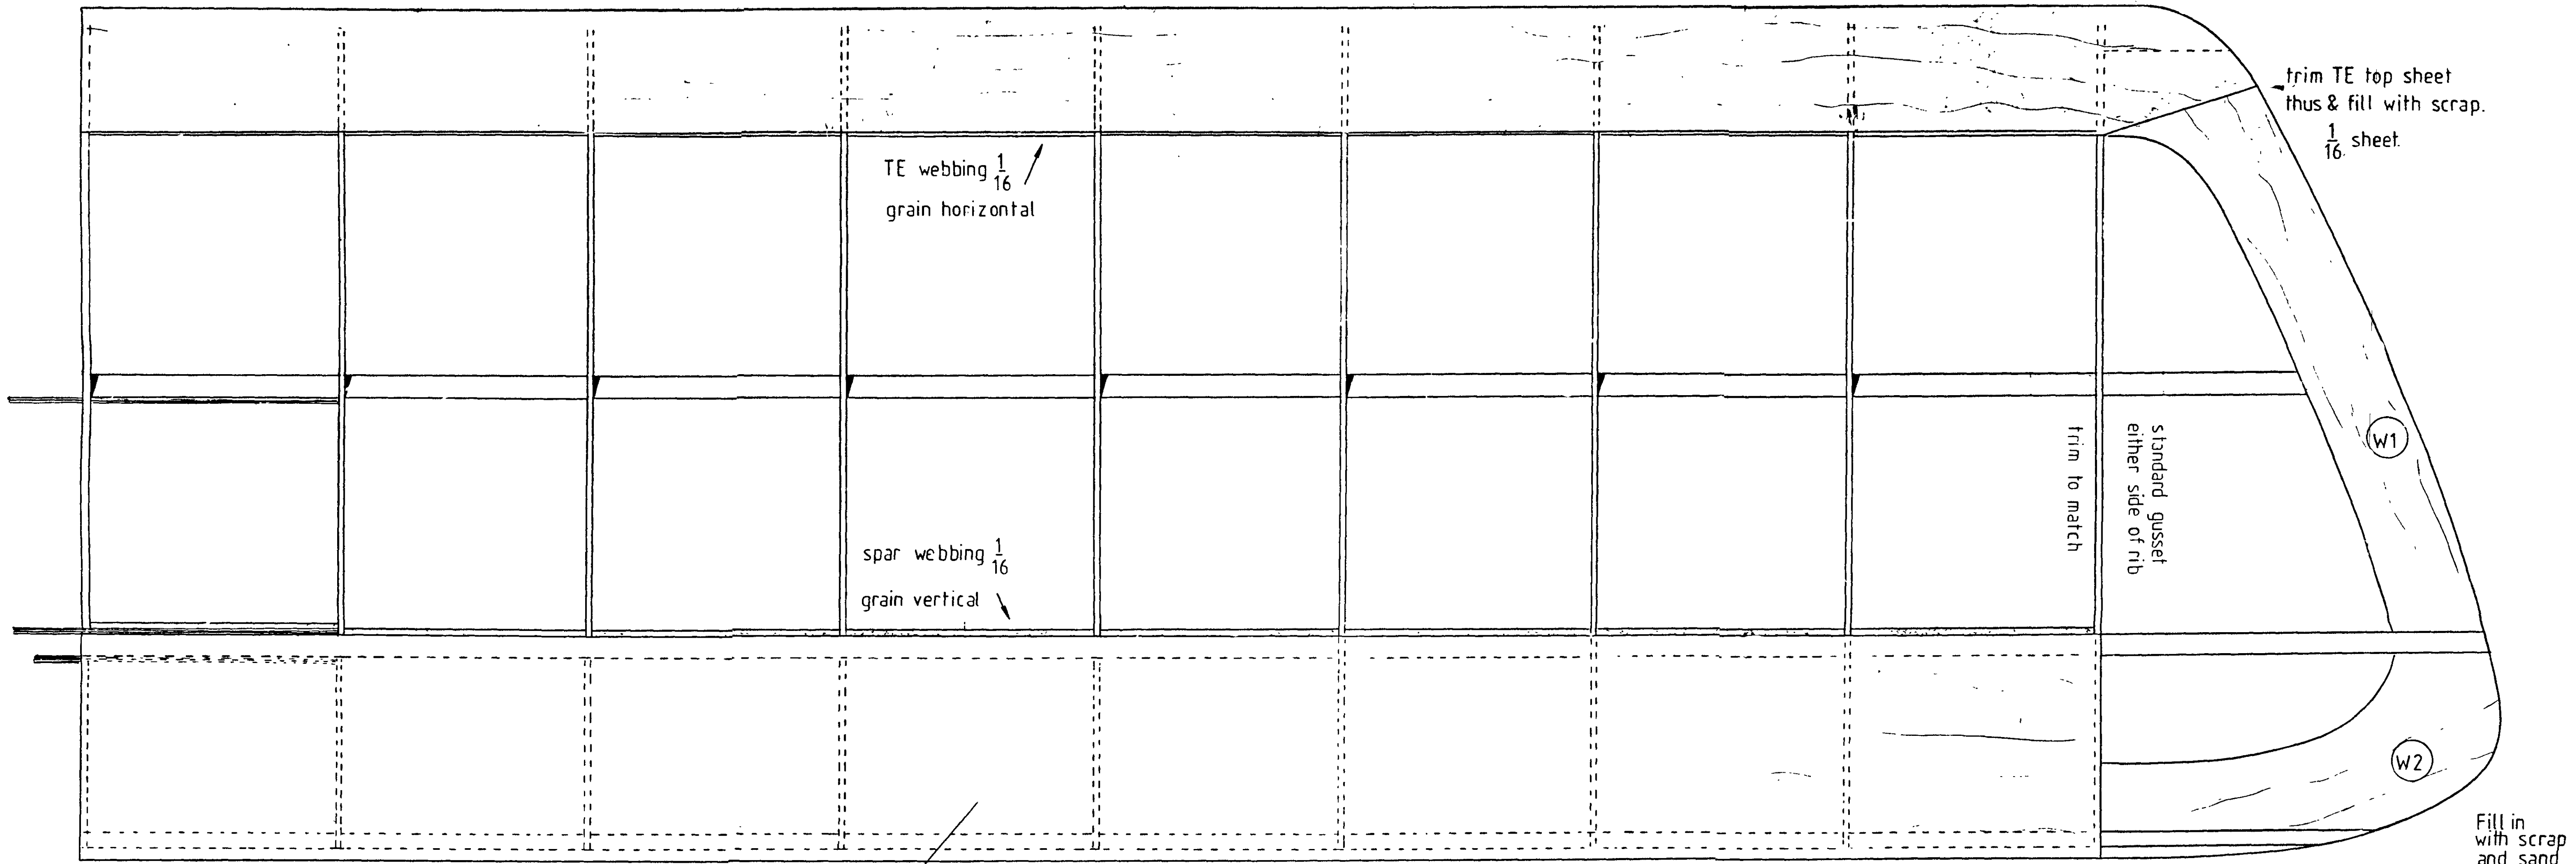 trim TE top sheet
thus & fill with scrap.
1/16 sheet.
TE webbing 1/16
grain horizontal
standard gusset
either side of rib
trim to match
W1
spar webbing 1/16
grain vertical
W2
Fill in
with scrap
and sand